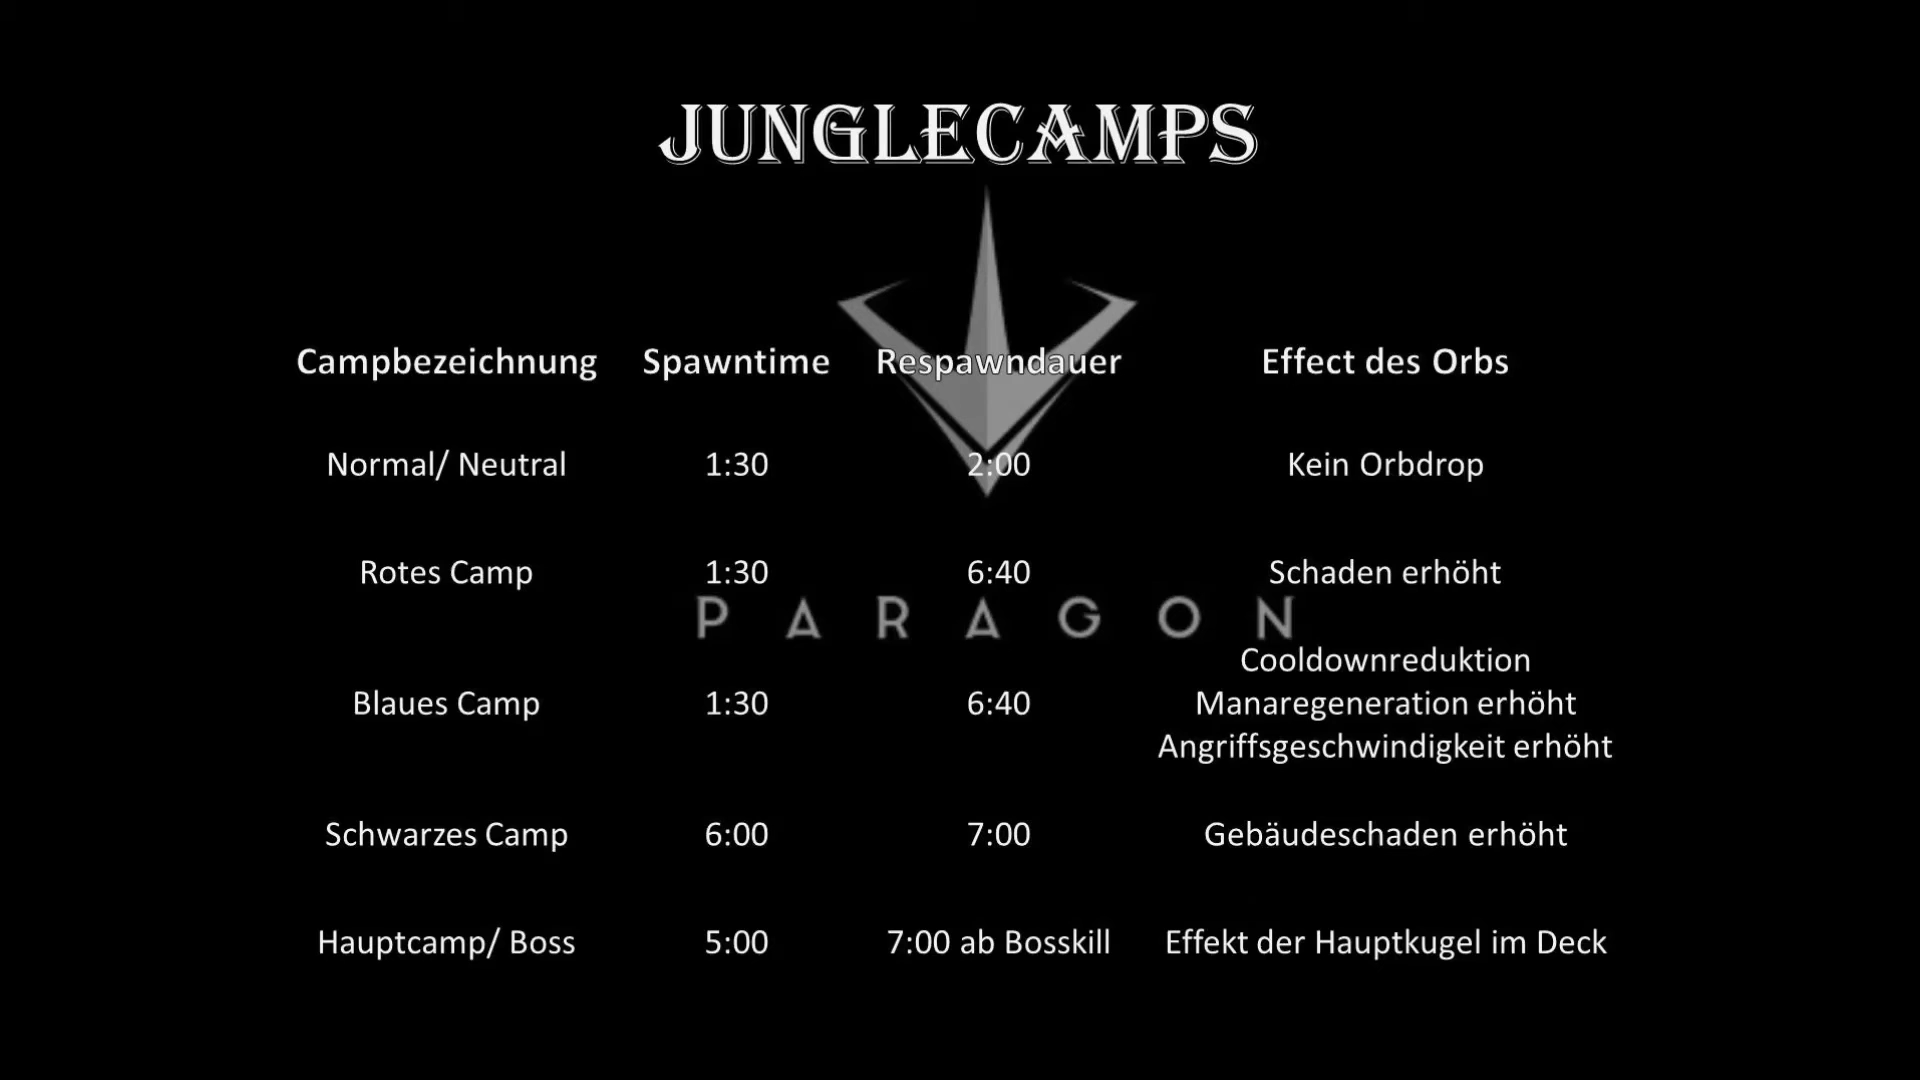 JUNGLECAMPS
Campbezeichnung Spawntime Respawndauer Effect des Orbs
Normal/ Neutral 1:30 2:00 Kein Orbdrop
Rotes Camp 1:30 6:40 Schaden erhöht
PARAGON
Cooldownreduktion
Blaues Camp 1:30 6:40 Manaregeneration erhöht
Angriffsgeschwindigkeit erhöht
Schwarzes Camp 6:00 7:00 Gebäudeschaden erhöht
Hauptcamp/ Boss 5:00 7:00 ab Bosskill Effekt der Hauptkugel im Deck